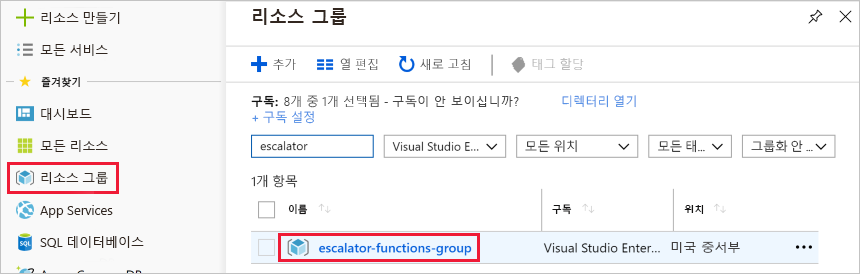 리소스 만들기
모든 서비스
즐겨찾기
대시보드
모든 리소스
리소스 그룹
App Services
SQL 데이터베이스
리소스 그룹
추가 열 편집 새로 고침 태그 할당
구독: 8개 중 1개 선택됨 - 구독이 안 보이십니까? 디렉터리 열기
+ 구독 설정
escalator Visual Studio E... 모든 위치 모든 태... 그룹화 안 ...
1개 항목
이름 구독 위치
escalator-functions-group Visual Studio Enter... 미국 중서부